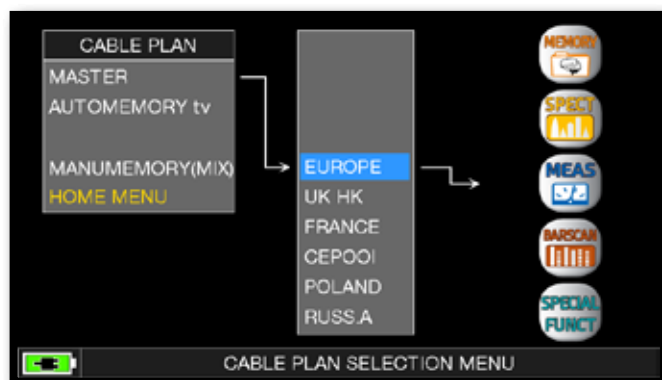 CABLE PLAN
MASTER
AUTOMEMORY tv
MANUMEMORY(MIX)
HOME MENU
EUROPE
UK HK
FRANCE
CEPOOI
POLAND
RUSS.A
MEMORY
SPECT
MEAS
BARSCAN
SPECIAL
FUNCT
CABLE PLAN SELECTION MENU